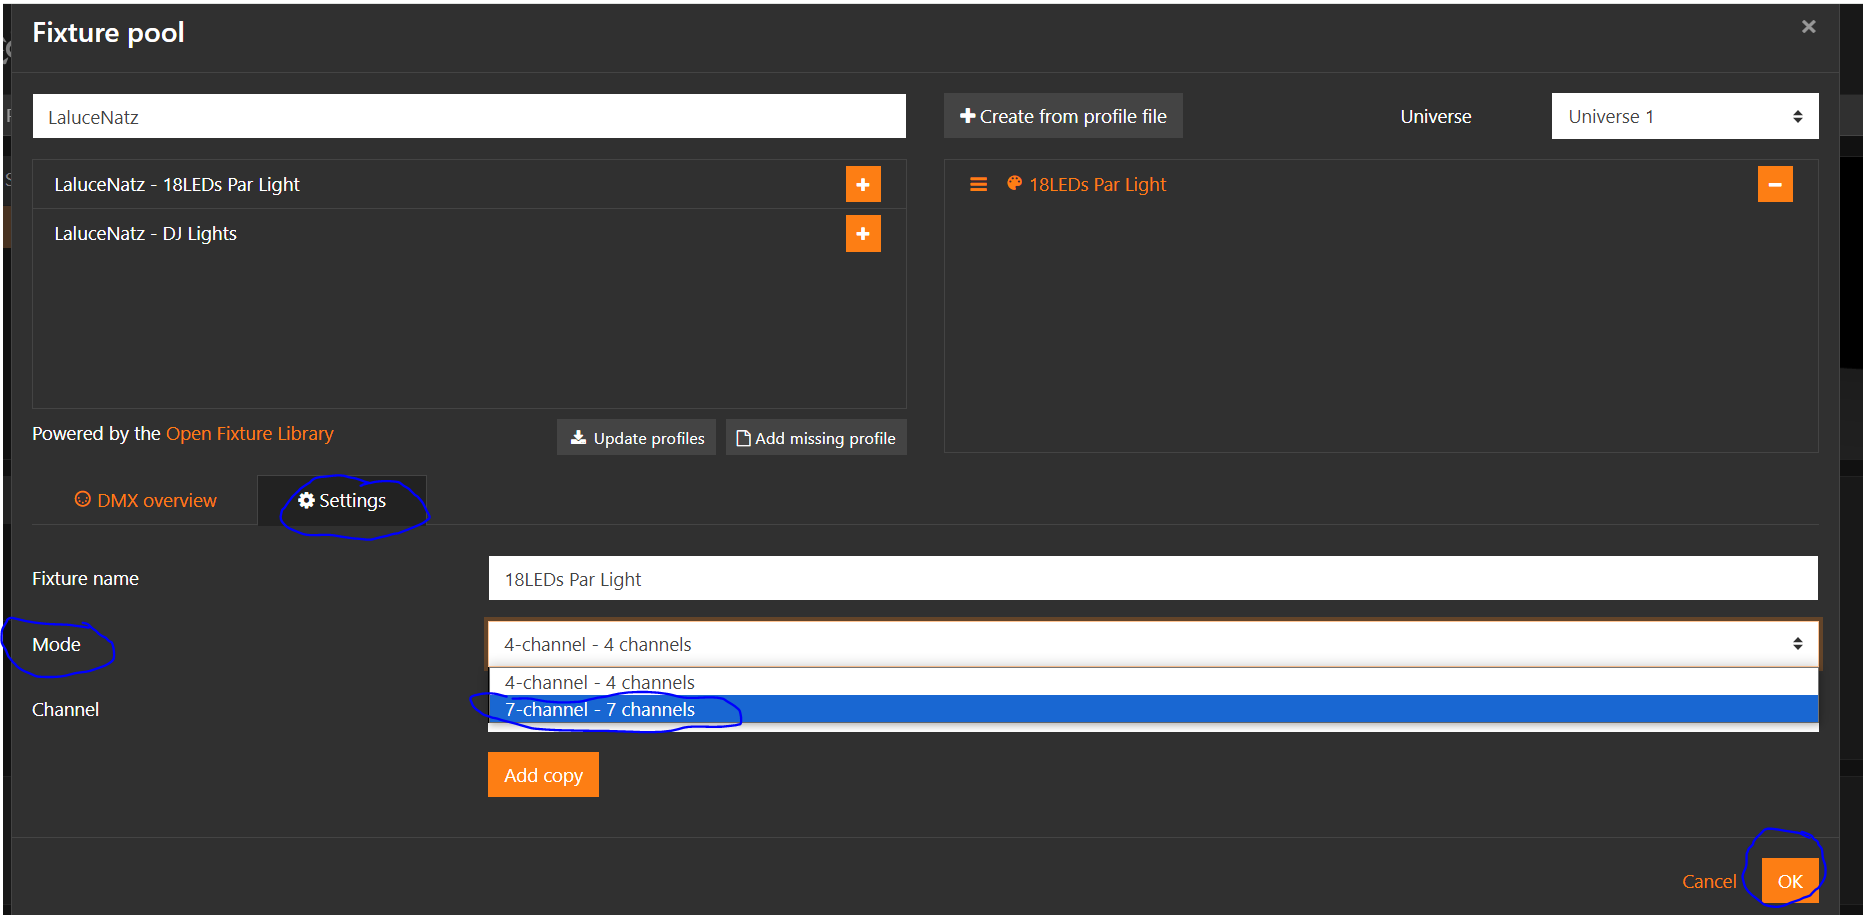 Fixture pool
×
LaluceNatz
Create from profile file
Universe
Universe 1
LaluceNatz - 18LEDs Par Light
18LEDs Par Light
LaluceNatz - DJ Lights
Powered by the Open Fixture Library
Update profiles
Add missing profile
DMX overview
Settings
Fixture name
18LEDs Par Light
Mode
4-channel - 4 channels
4-channel - 4 channels
Channel
7-channel - 7 channels
Add copy
Cancel
OK